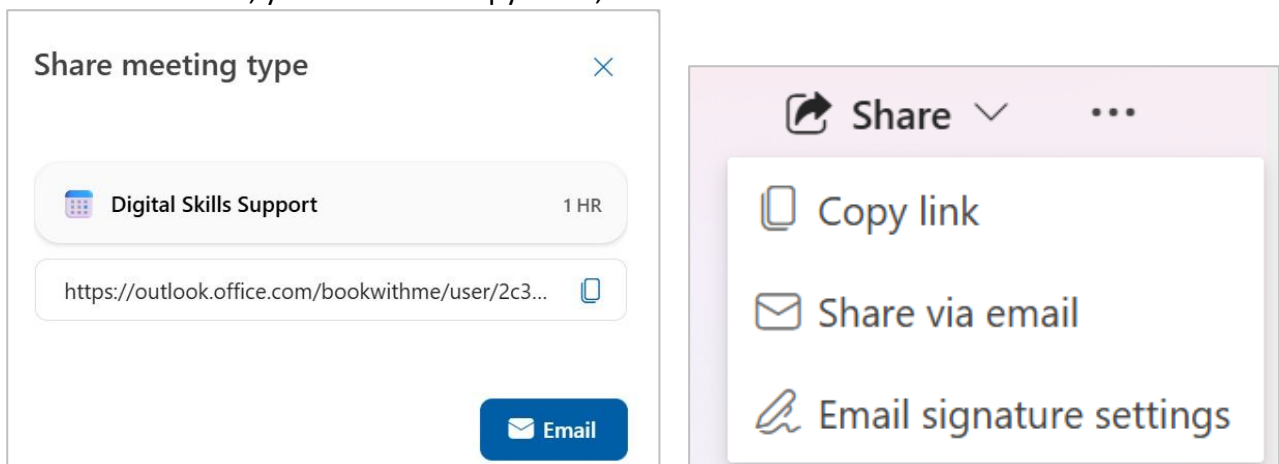 Share meeting type
Digital Skills Support 1 HR
https://outlook.office.com/bookwithme/user/2c3...
Email
Share ...
Copy link
Share via email
Email signature settings